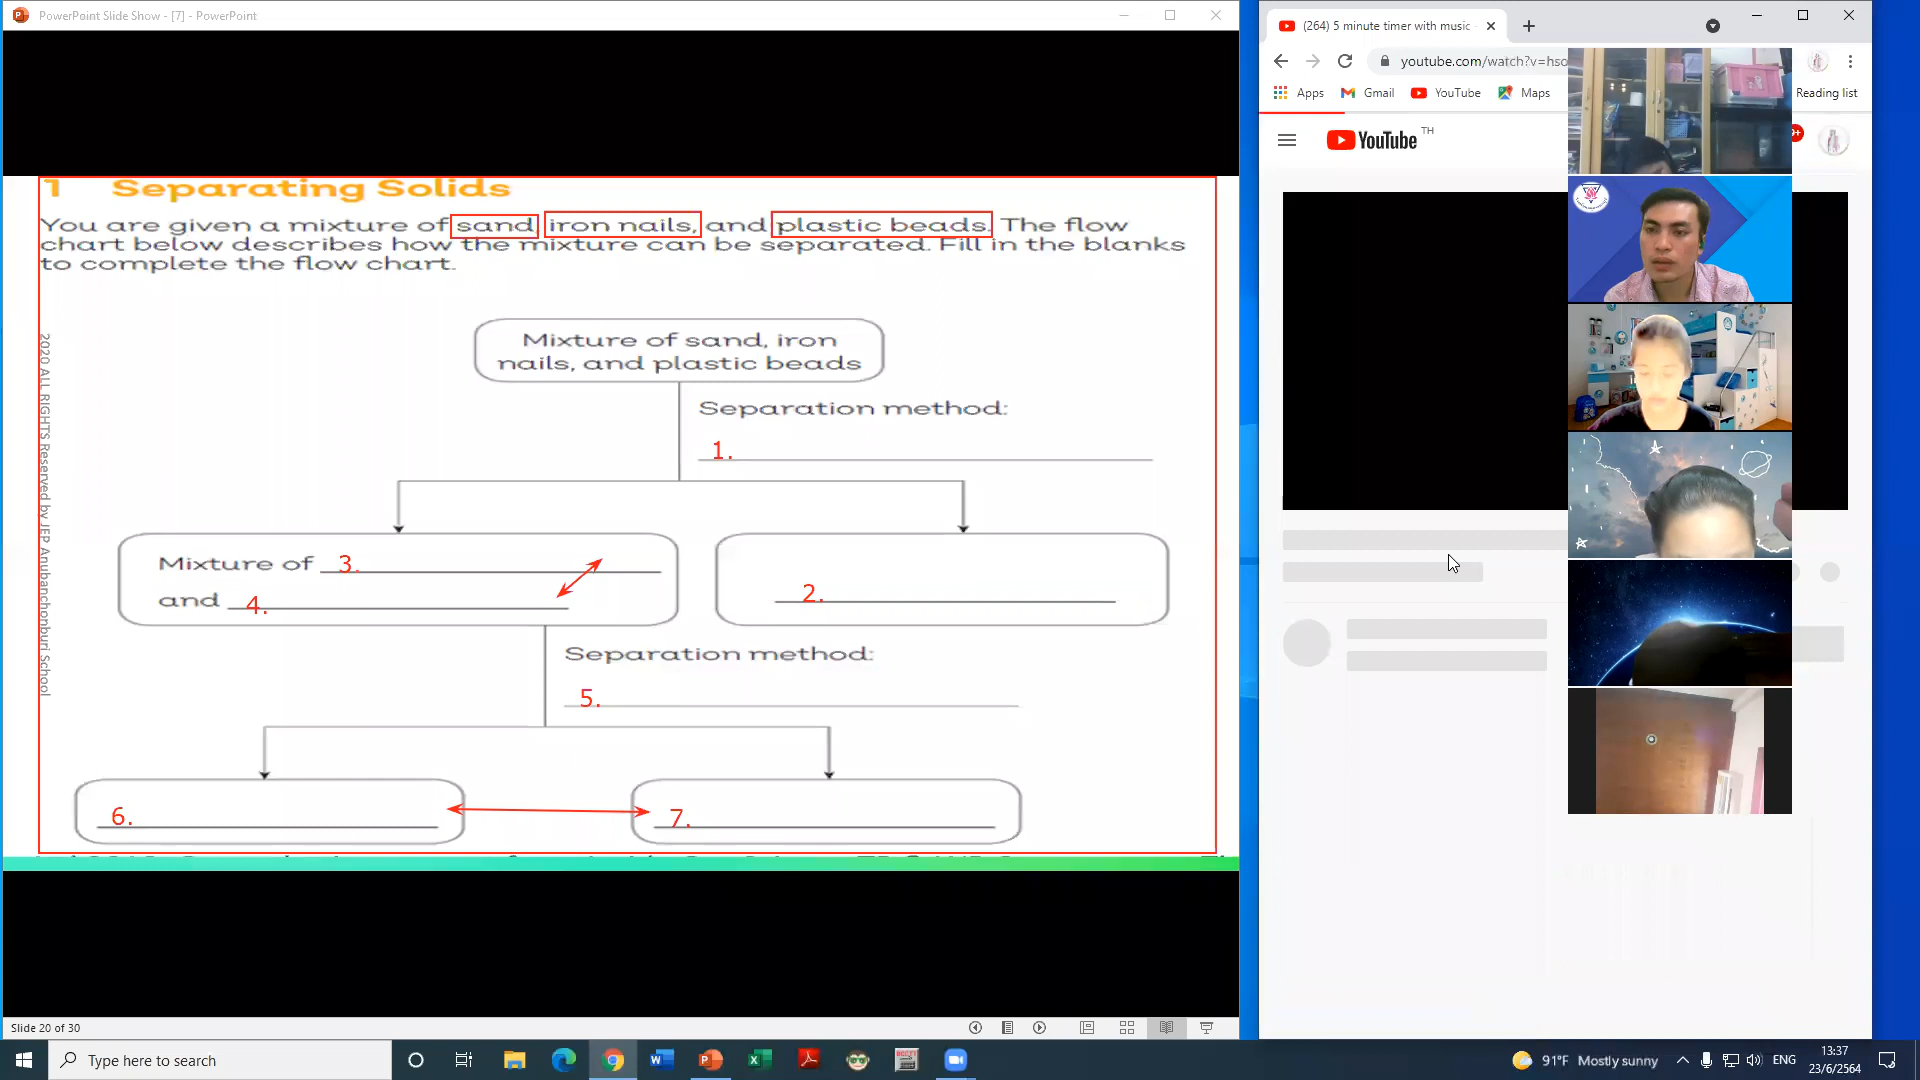 PowerPoint Slide Show - [7] - PowerPoint
1 Separating Solids
You are given a mixture of sand, iron nails, and plastic beads. The flow
chart below describes how the mixture can be separated. Fill in the blanks
to complete the flow chart.
Mixture of sand, iron
nails, and plastic beads
Separation method:
1.
Mixture of 3.
and 4.
2.
Separation method:
5.
6.
7.
2020 ALL RIGHTS Reserved by JEP Anubanchonburi School
Slide 20 of 30
(264) 5 minute timer with music
youtube.com/watch?v=hso
Apps
Gmail
YouTube
Maps
Reading list
YouTube TH
9+
Type here to search
91°F Mostly sunny
ENG
13:37
23/6/2564